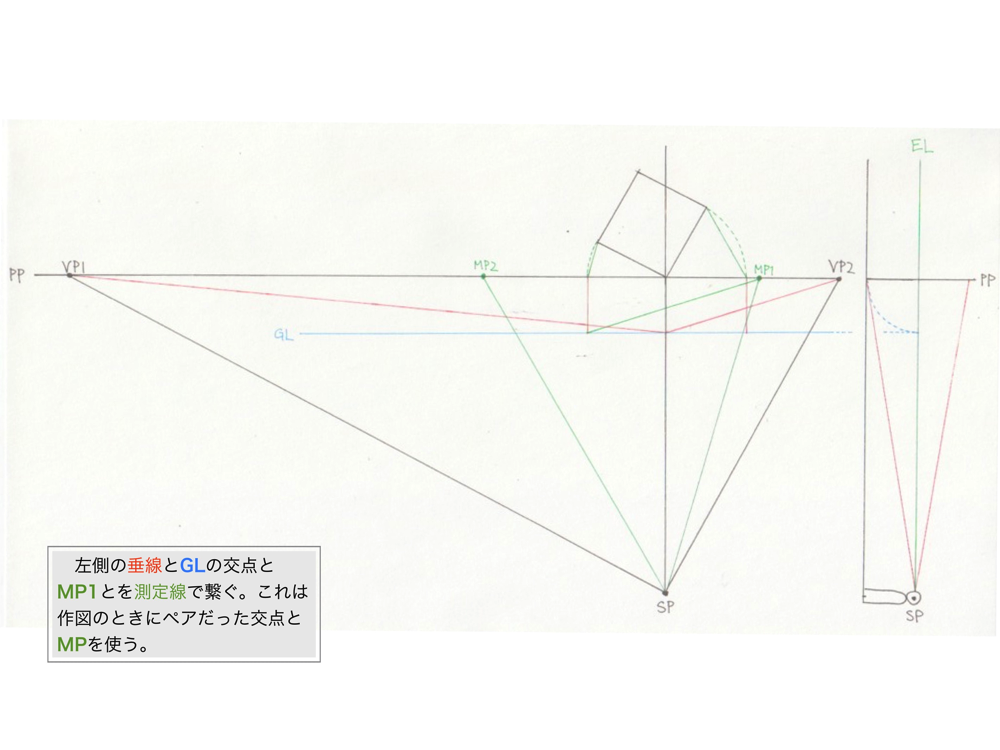 EL
PP
VP1
MP2
MP1
VP2
PP
GL
SP
SP
左側の垂線とGLの交点と
MP1とを測定線で繋ぐ。これは
作図のときにペアだった交点と
MPを使う。